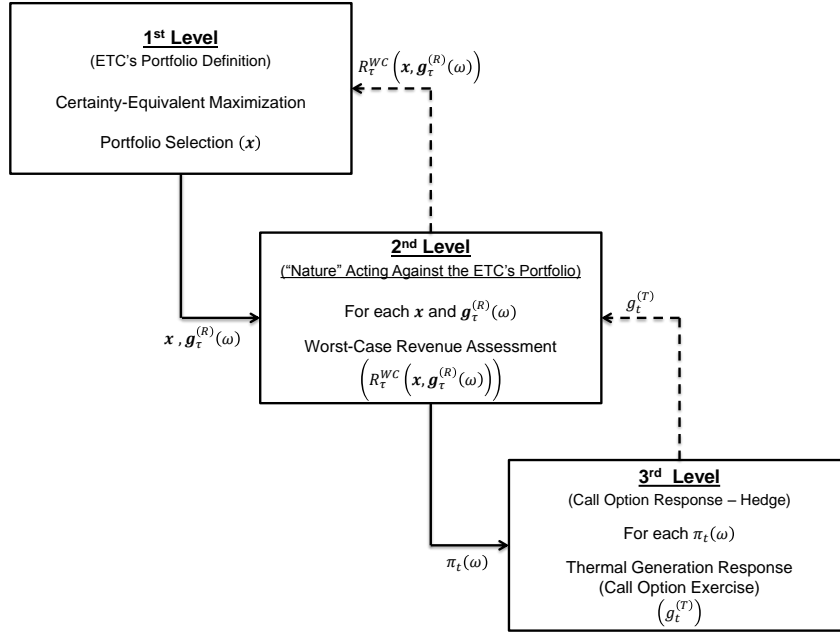 1st Level
(ETC's Portfolio Definition)
Certainty-Equivalent Maximization
Portfolio Selection (𝒙)
R_τ^{WC}(𝒙, 𝒈_τ^{(R)}(ω))
2nd Level
("Nature" Acting Against the ETC's Portfolio)
For each 𝒙 and 𝒈_τ^{(R)}(ω)
Worst-Case Revenue Assessment
(R_τ^{WC}(𝒙, 𝒈_τ^{(R)}(ω)))
𝒙 , 𝒈_τ^{(R)}(ω)
g_t^{(T)}
3rd Level
(Call Option Response – Hedge)
For each π_t(ω)
Thermal Generation Response
(Call Option Exercise)
(g_t^{(T)})
π_t(ω)